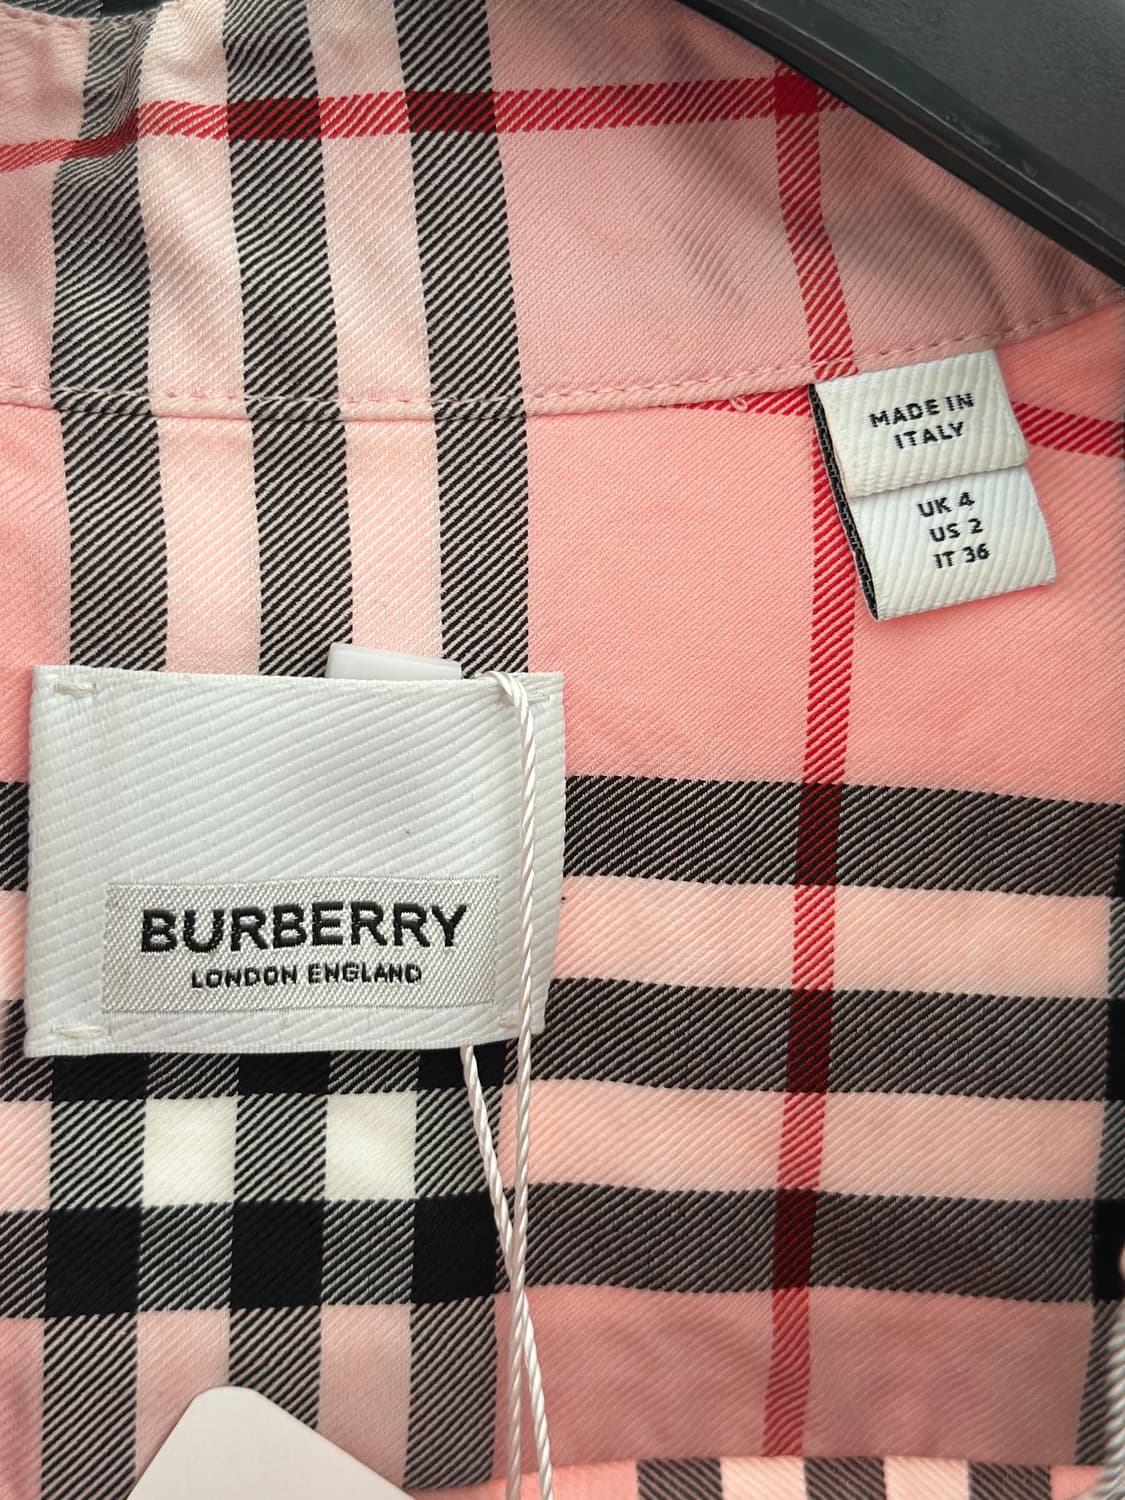 MADE IN
ITALY
UK 4
US 2
IT 36
BURBERRY
LONDON ENGLAND